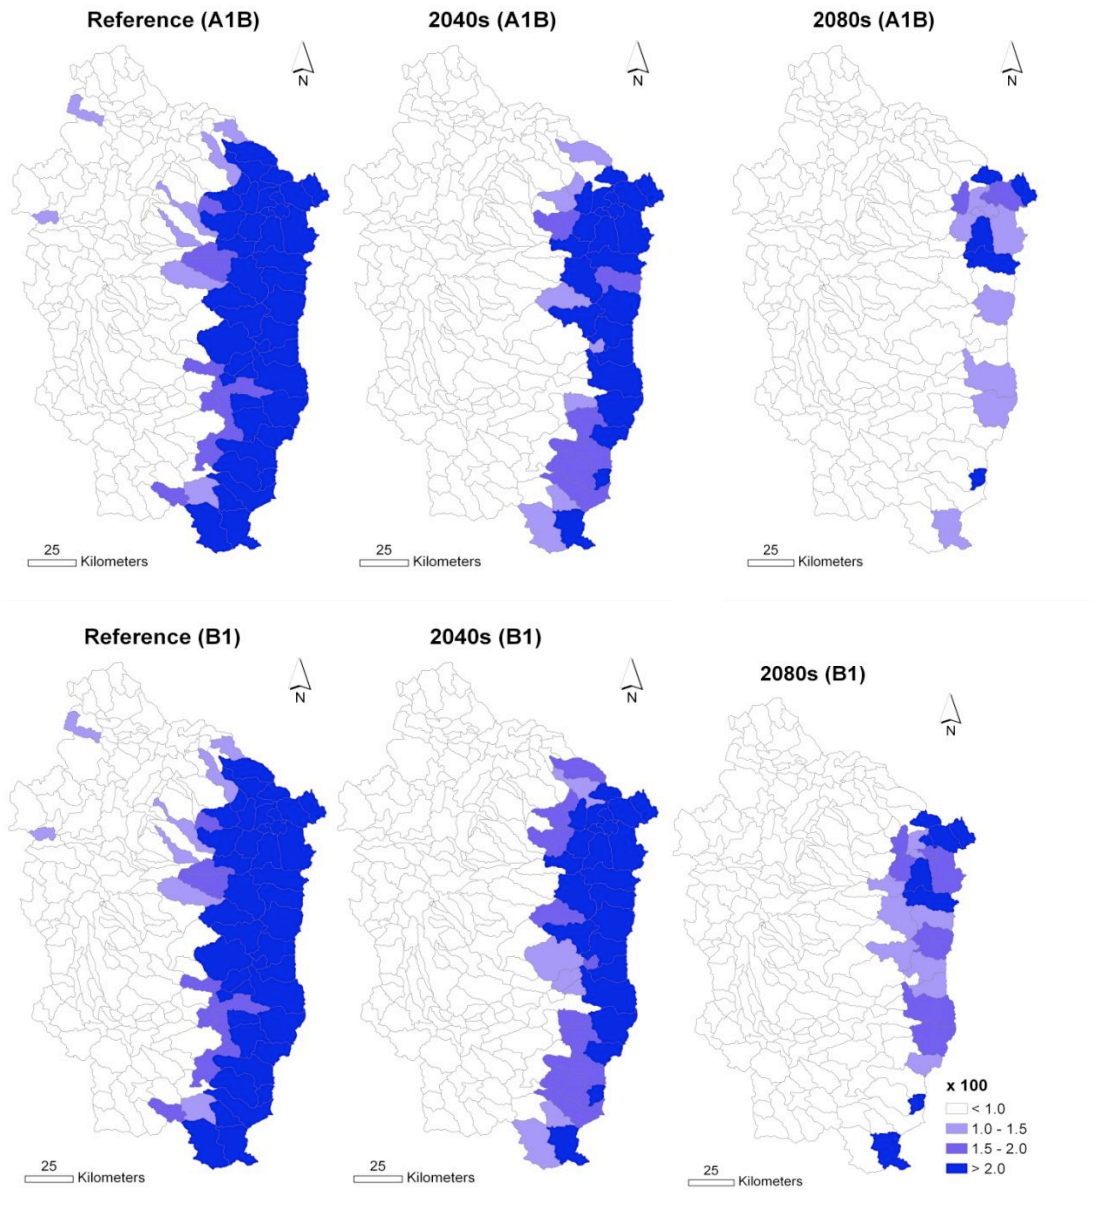 Reference (A1B)
2040s (A1B)
2080s (A1B)
N
N
N
25
Kilometers
25
Kilometers
25
Kilometers
Reference (B1)
2040s (B1)
2080s (B1)
N
N
N
x 100
< 1.0
1.0 - 1.5
1.5 - 2.0
> 2.0
25
Kilometers
25
Kilometers
25
Kilometers